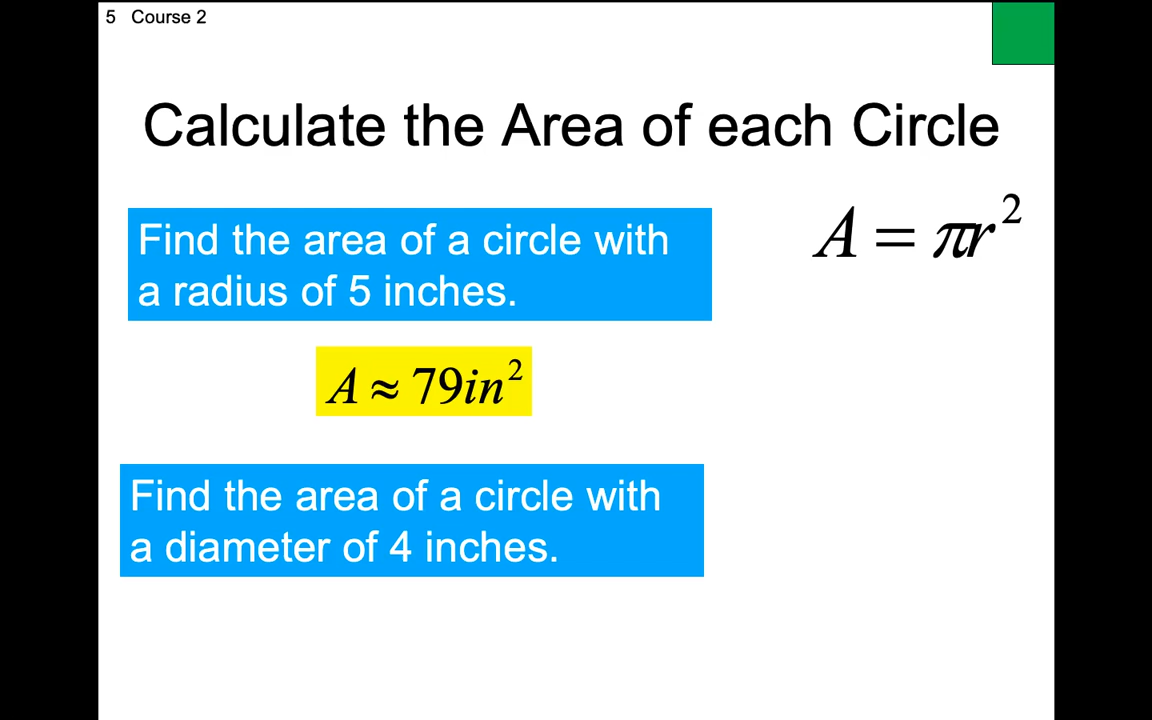 5 Course 2
Calculate the Area of each Circle
Find the area of a circle with
a radius of 5 inches.
A = πr²
A ≈ 79in²
Find the area of a circle with
a diameter of 4 inches.